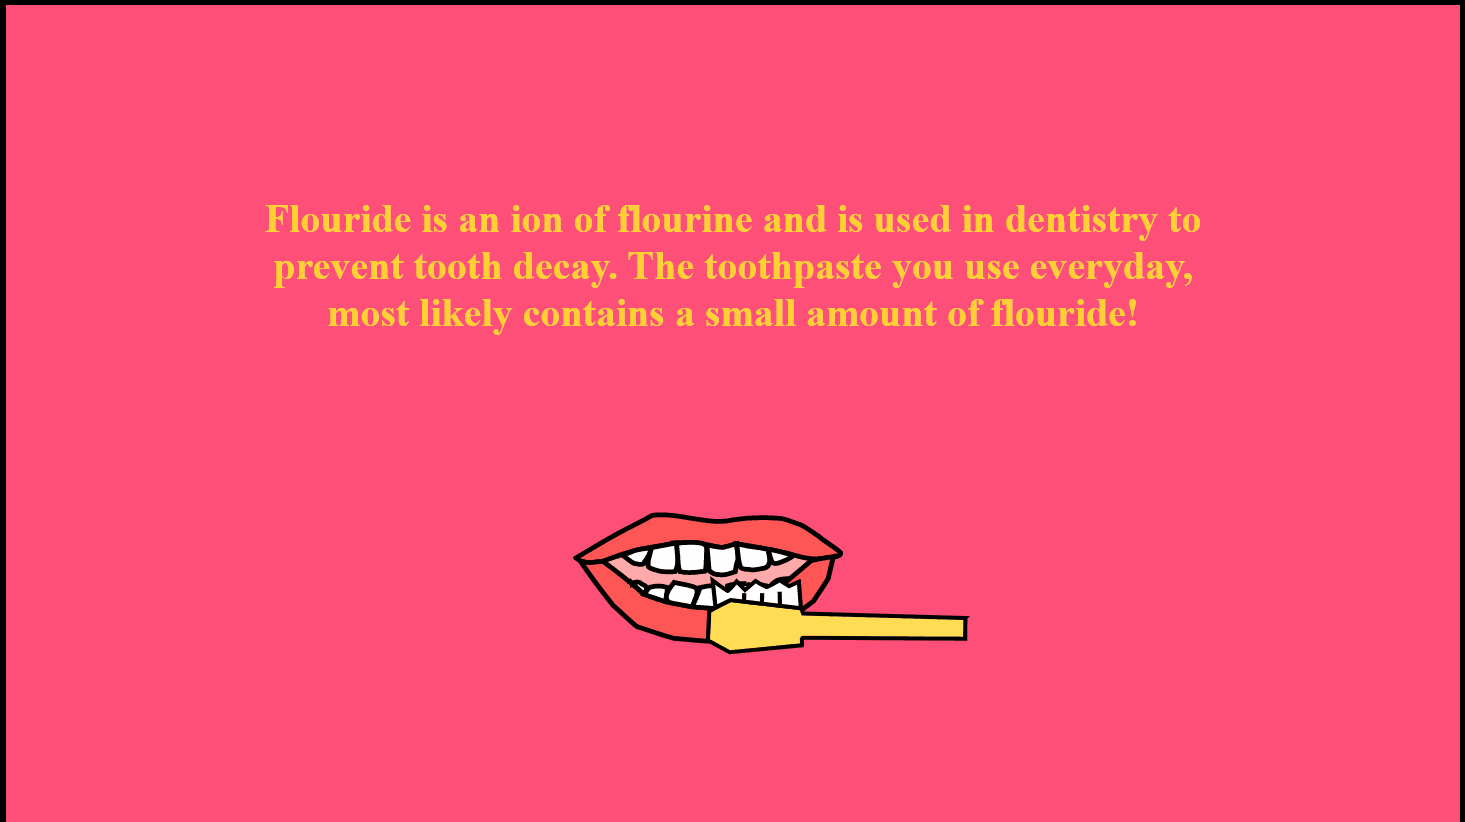 Flouride is an ion of flourine and is used in dentistry to
prevent tooth decay. The toothpaste you use everyday,
most likely contains a small amount of flouride!